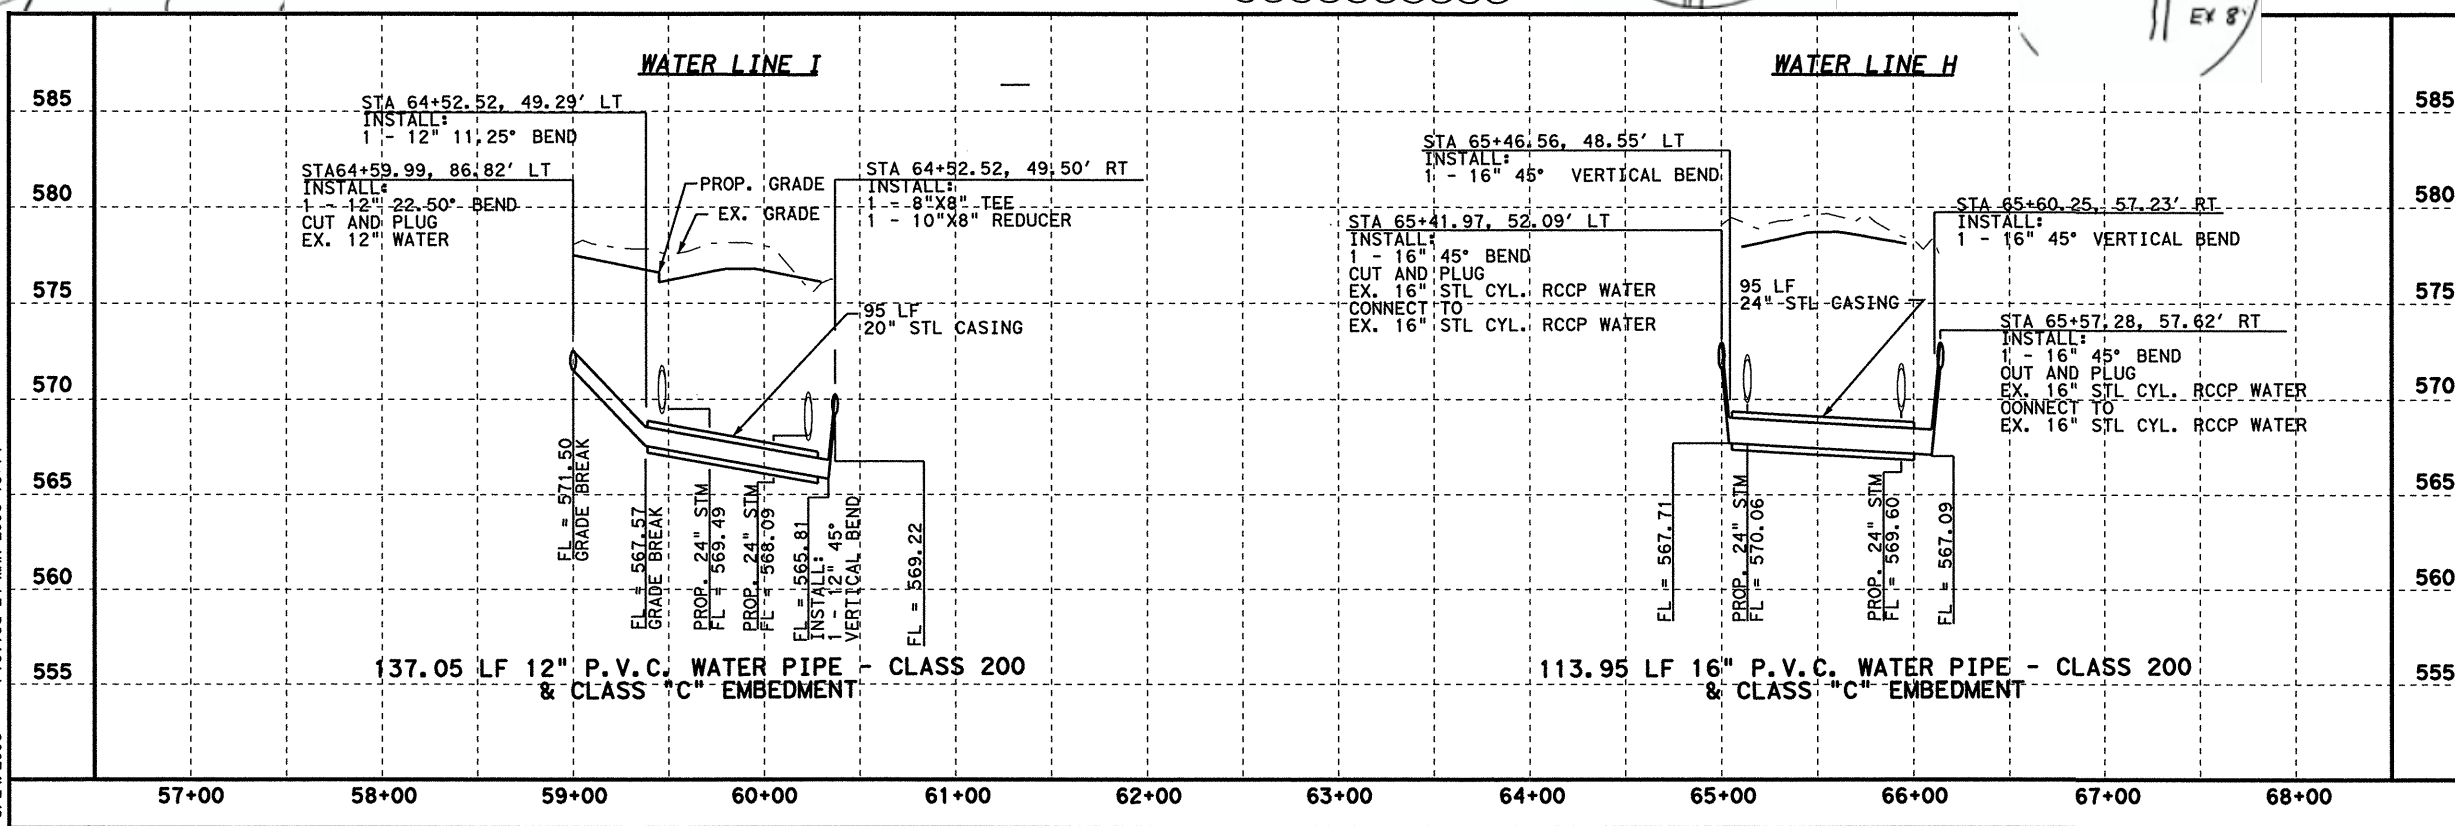 EX 8'
WATER LINE I
WATER LINE H
585
585
STA 64+52.52, 49.29' LT
INSTALL:
1 - 12" 11.25° BEND
STA64+59.99, 86.82' LT
INSTALL:
1 - 12" 22.50° BEND
CUT AND PLUG
EX. 12" WATER
PROP. GRADE
EX. GRADE
STA 64+52.52, 49.50' RT
INSTALL:
1 - 8"X8" TEE
1 - 10"X8" REDUCER
95 LF
20" STL CASING
STA 65+46.56, 48.55' LT
INSTALL:
1 - 16" 45° VERTICAL BEND
STA 65+41.97, 52.09' LT
INSTALL:
1 - 16" 45° BEND
CUT AND PLUG
EX. 16" STL CYL. RCCP WATER
CONNECT TO
EX. 16" STL CYL. RCCP WATER
95 LF
24" STL CASING
STA 65+60.25, 57.23' RT
INSTALL:
1 - 16" 45° VERTICAL BEND
STA 65+57.28, 57.62' RT
INSTALL:
1 - 16" 45° BEND
CUT AND PLUG
EX. 16" STL CYL. RCCP WATER
CONNECT TO
EX. 16" STL CYL. RCCP WATER
580
580
575
575
570
570
565
565
560
560
555
555
FL = 571.50
GRADE BREAK
FL = 567.57
GRADE BREAK
PROP. 24" STM
FL = 569.49
PROP. 24" STM
FL = 568.09
FL = 565.81
INSTALL:
1 - 12" 45°
VERTICAL BEND
FL = 569.22
FL = 567.71
PROP. 24" STM
FL = 570.06
PROP. 24" STM
FL = 569.60
FL = 567.09
137.05 LF 12" P.V.C. WATER PIPE - CLASS 200
& CLASS "C" EMBEDMENT
113.95 LF 16" P.V.C. WATER PIPE - CLASS 200
& CLASS "C" EMBEDMENT
57+00 58+00 59+00 60+00 61+00 62+00 63+00 64+00 65+00 66+00 67+00 68+00